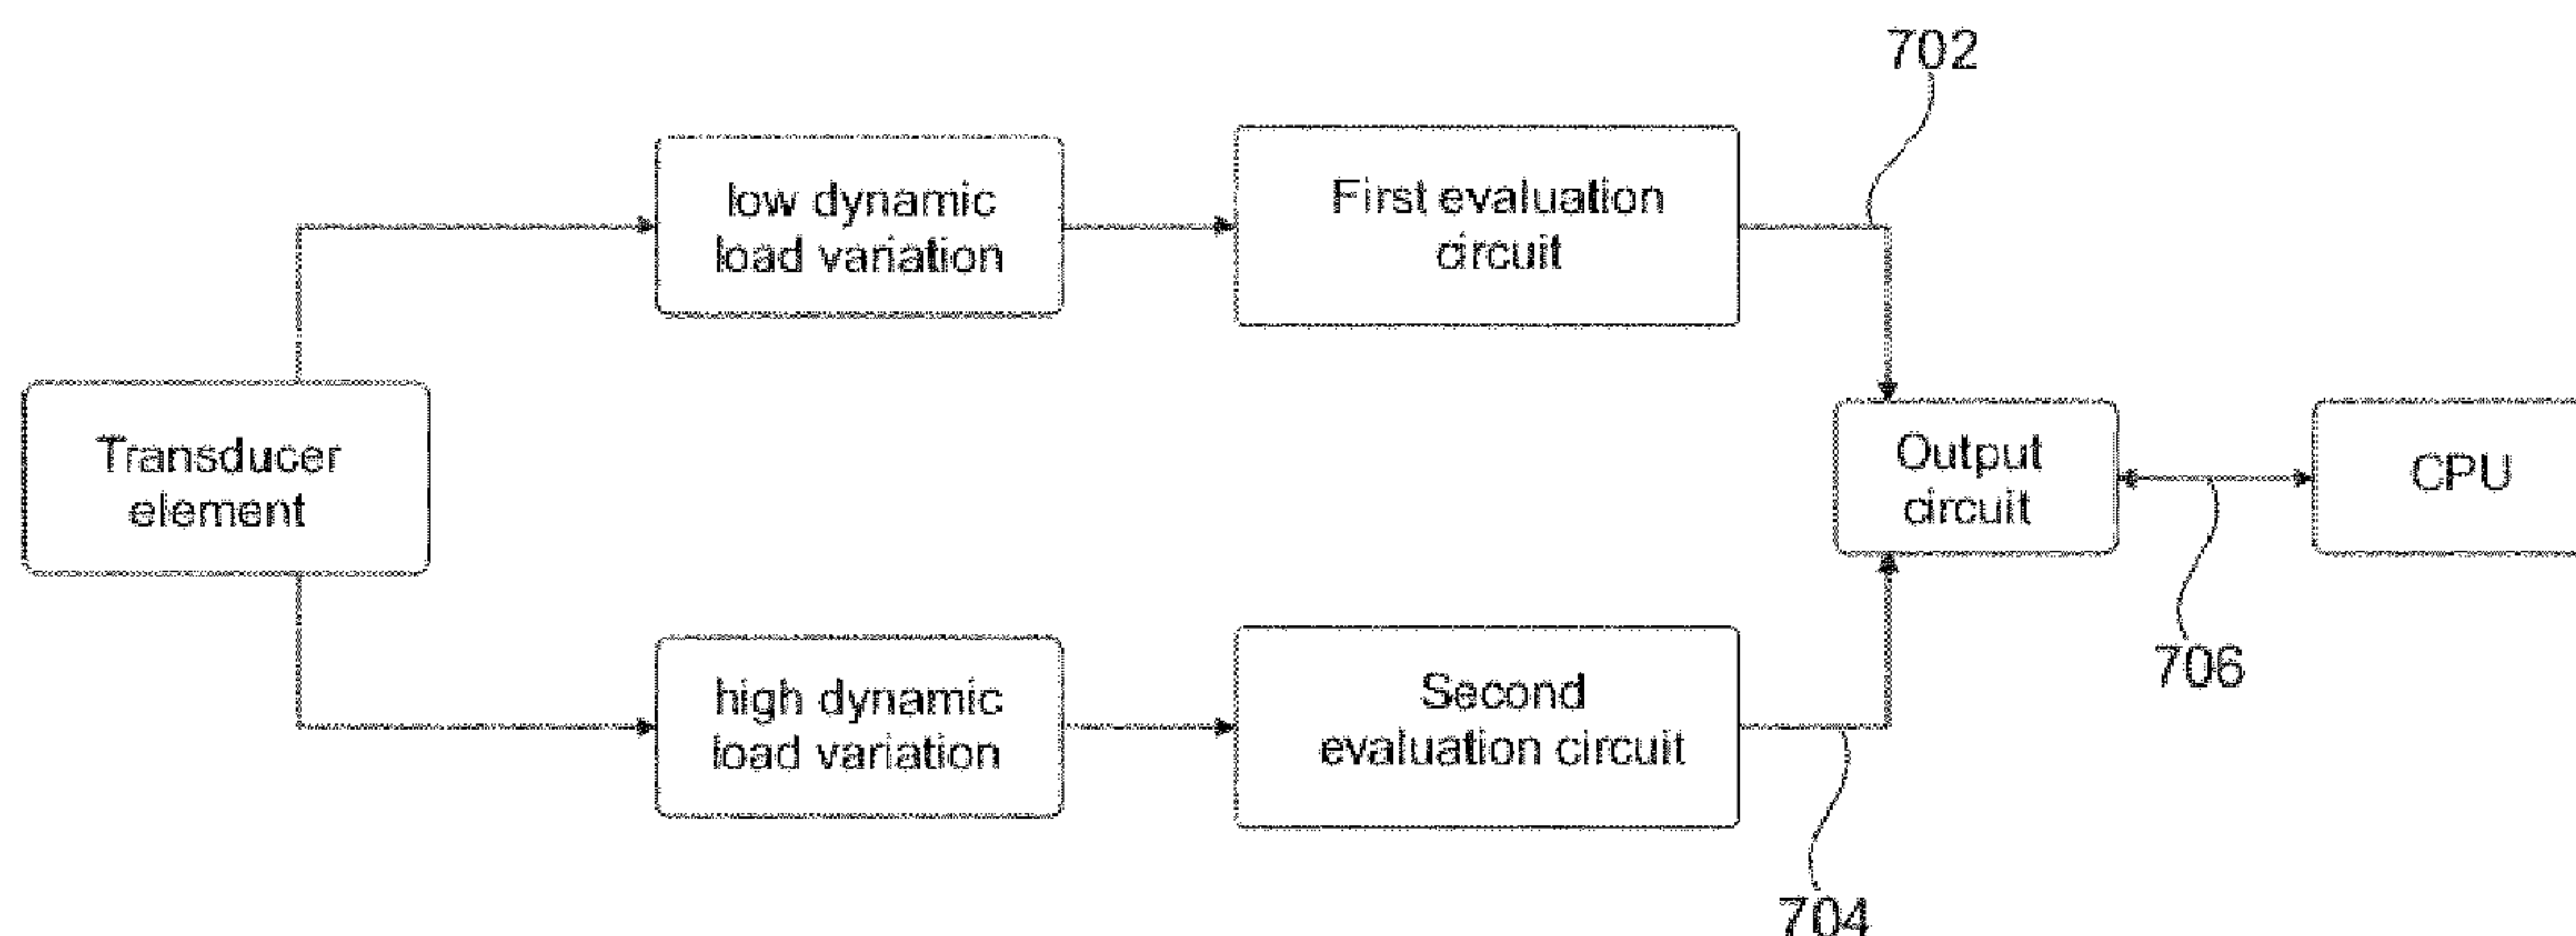 702
low dynamic
load variation
First evaluation
circuit
Transducer
element
Output
circuit
CPU
706
high dynamic
load variation
Second
evaluation circuit
704